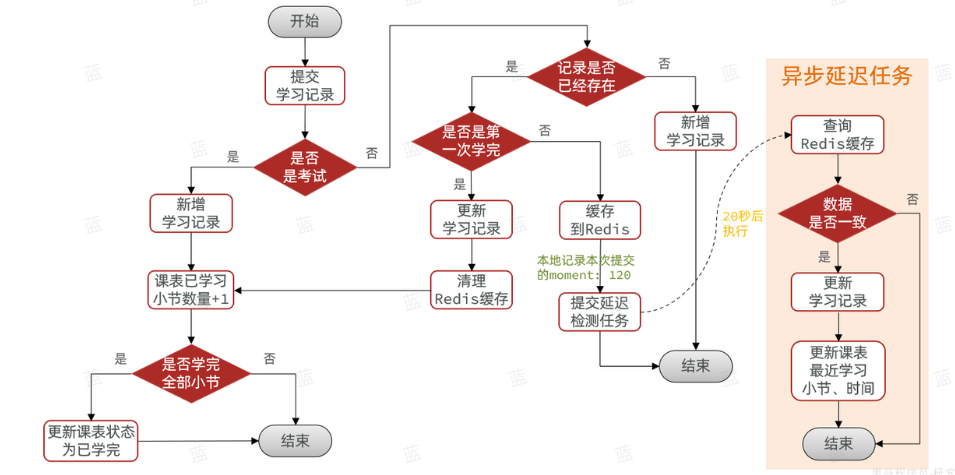 开始
提交
学习记录
是否
是考试
是
否
新增
学习记录
课表已学习
小节数量+1
是否学完
全部小节
是
否
更新课表状态
为已学完
结束
记录是否
已经存在
是
否
是否是第
一次学完
是
否
更新
学习记录
清理
Redis缓存
缓存
到Redis
本地记录本次提交
的moment: 120
提交延迟
检测任务
新增
学习记录
结束
20秒后
执行
异步延迟任务
查询
Redis缓存
数据
是否一致
是
否
更新
学习记录
更新课表
最近学习
小节、时间
结束
蓝